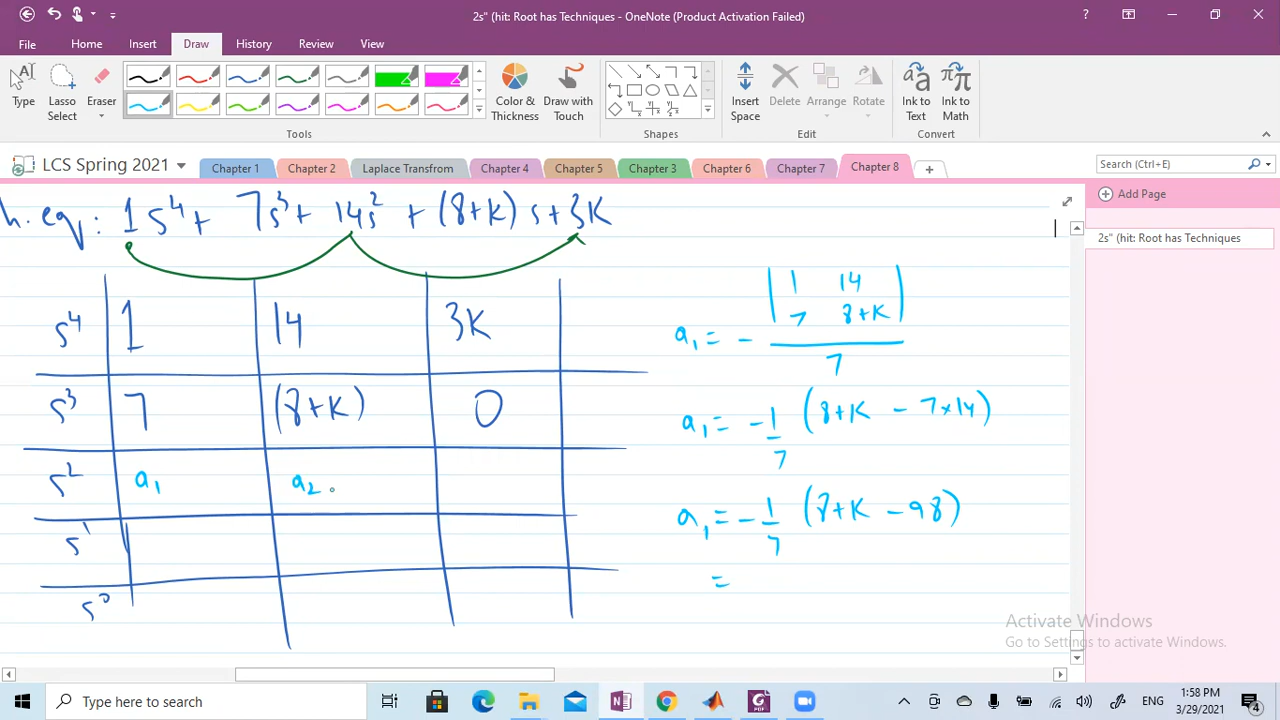 2s" (hit: Root has Techniques - OneNote (Product Activation Failed)
File Home Insert Draw History Review View
Type Lasso Select Eraser
Color & Thickness Draw with Touch
Insert Space Delete Arrange Rotate
Ink to Text Ink to Math
Tools Shapes Edit Convert
LCS Spring 2021 Chapter 1 Chapter 2 Laplace Transfrom Chapter 4 Chapter 5 Chapter 3 Chapter 6 Chapter 7 Chapter 8 Search (Ctrl+E)
Add Page
2s" (hit: Root has Techniques
h. eq: 1 s⁴ + 7s³ + 14s² + (8+K) s + 3K
s⁴ 1 14 3K
s³ 7 (8+K) 0
s² a₁ a₂
s¹
s⁰
a₁ = - | 1 14
7 8+K |
7
a₁ = -1/7 (8+K - 7×14)
a₁ = -1/7 (8+K - 98)
=
Activate Windows
Go to Settings to activate Windows.
Type here to search
ENG
1:58 PM
3/29/2021
4